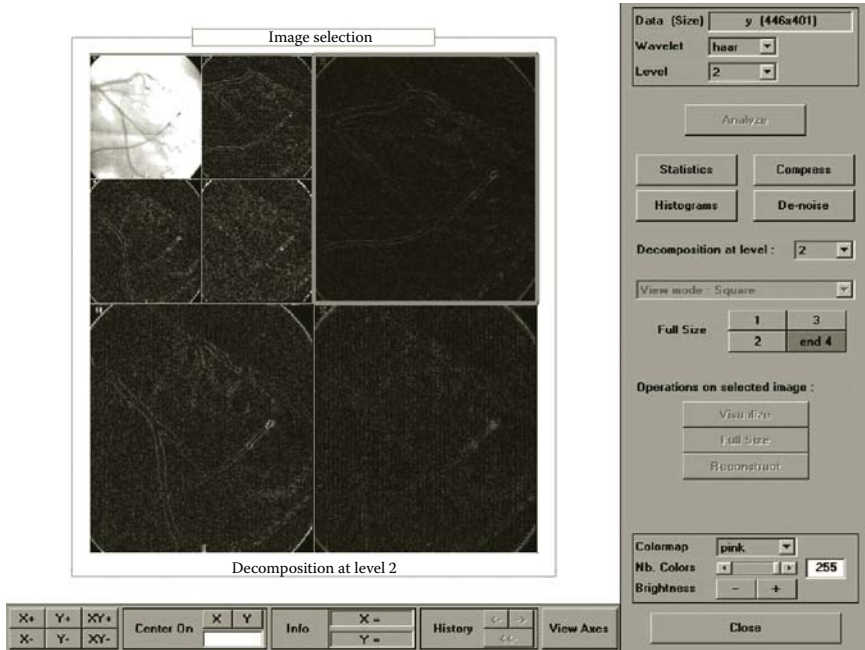 Image selection
Decomposition at level 2
Data (Size) y (446x401)
Wavelet haar
Level 2
Analyze
Statistics Compress
Histograms De-noise
Decomposition at level : 2
View mode : Square
Full Size 1 3
2 end 4
Operations on selected image :
Visualize
Full Size
Reconstruct
Colormap pink
Nb. Colors 255
Brightness - +
Close
X+ Y+ XY+
X- Y- XY-
Center On X Y
Info X =
Y =
History <- ->
<<-
View Axes